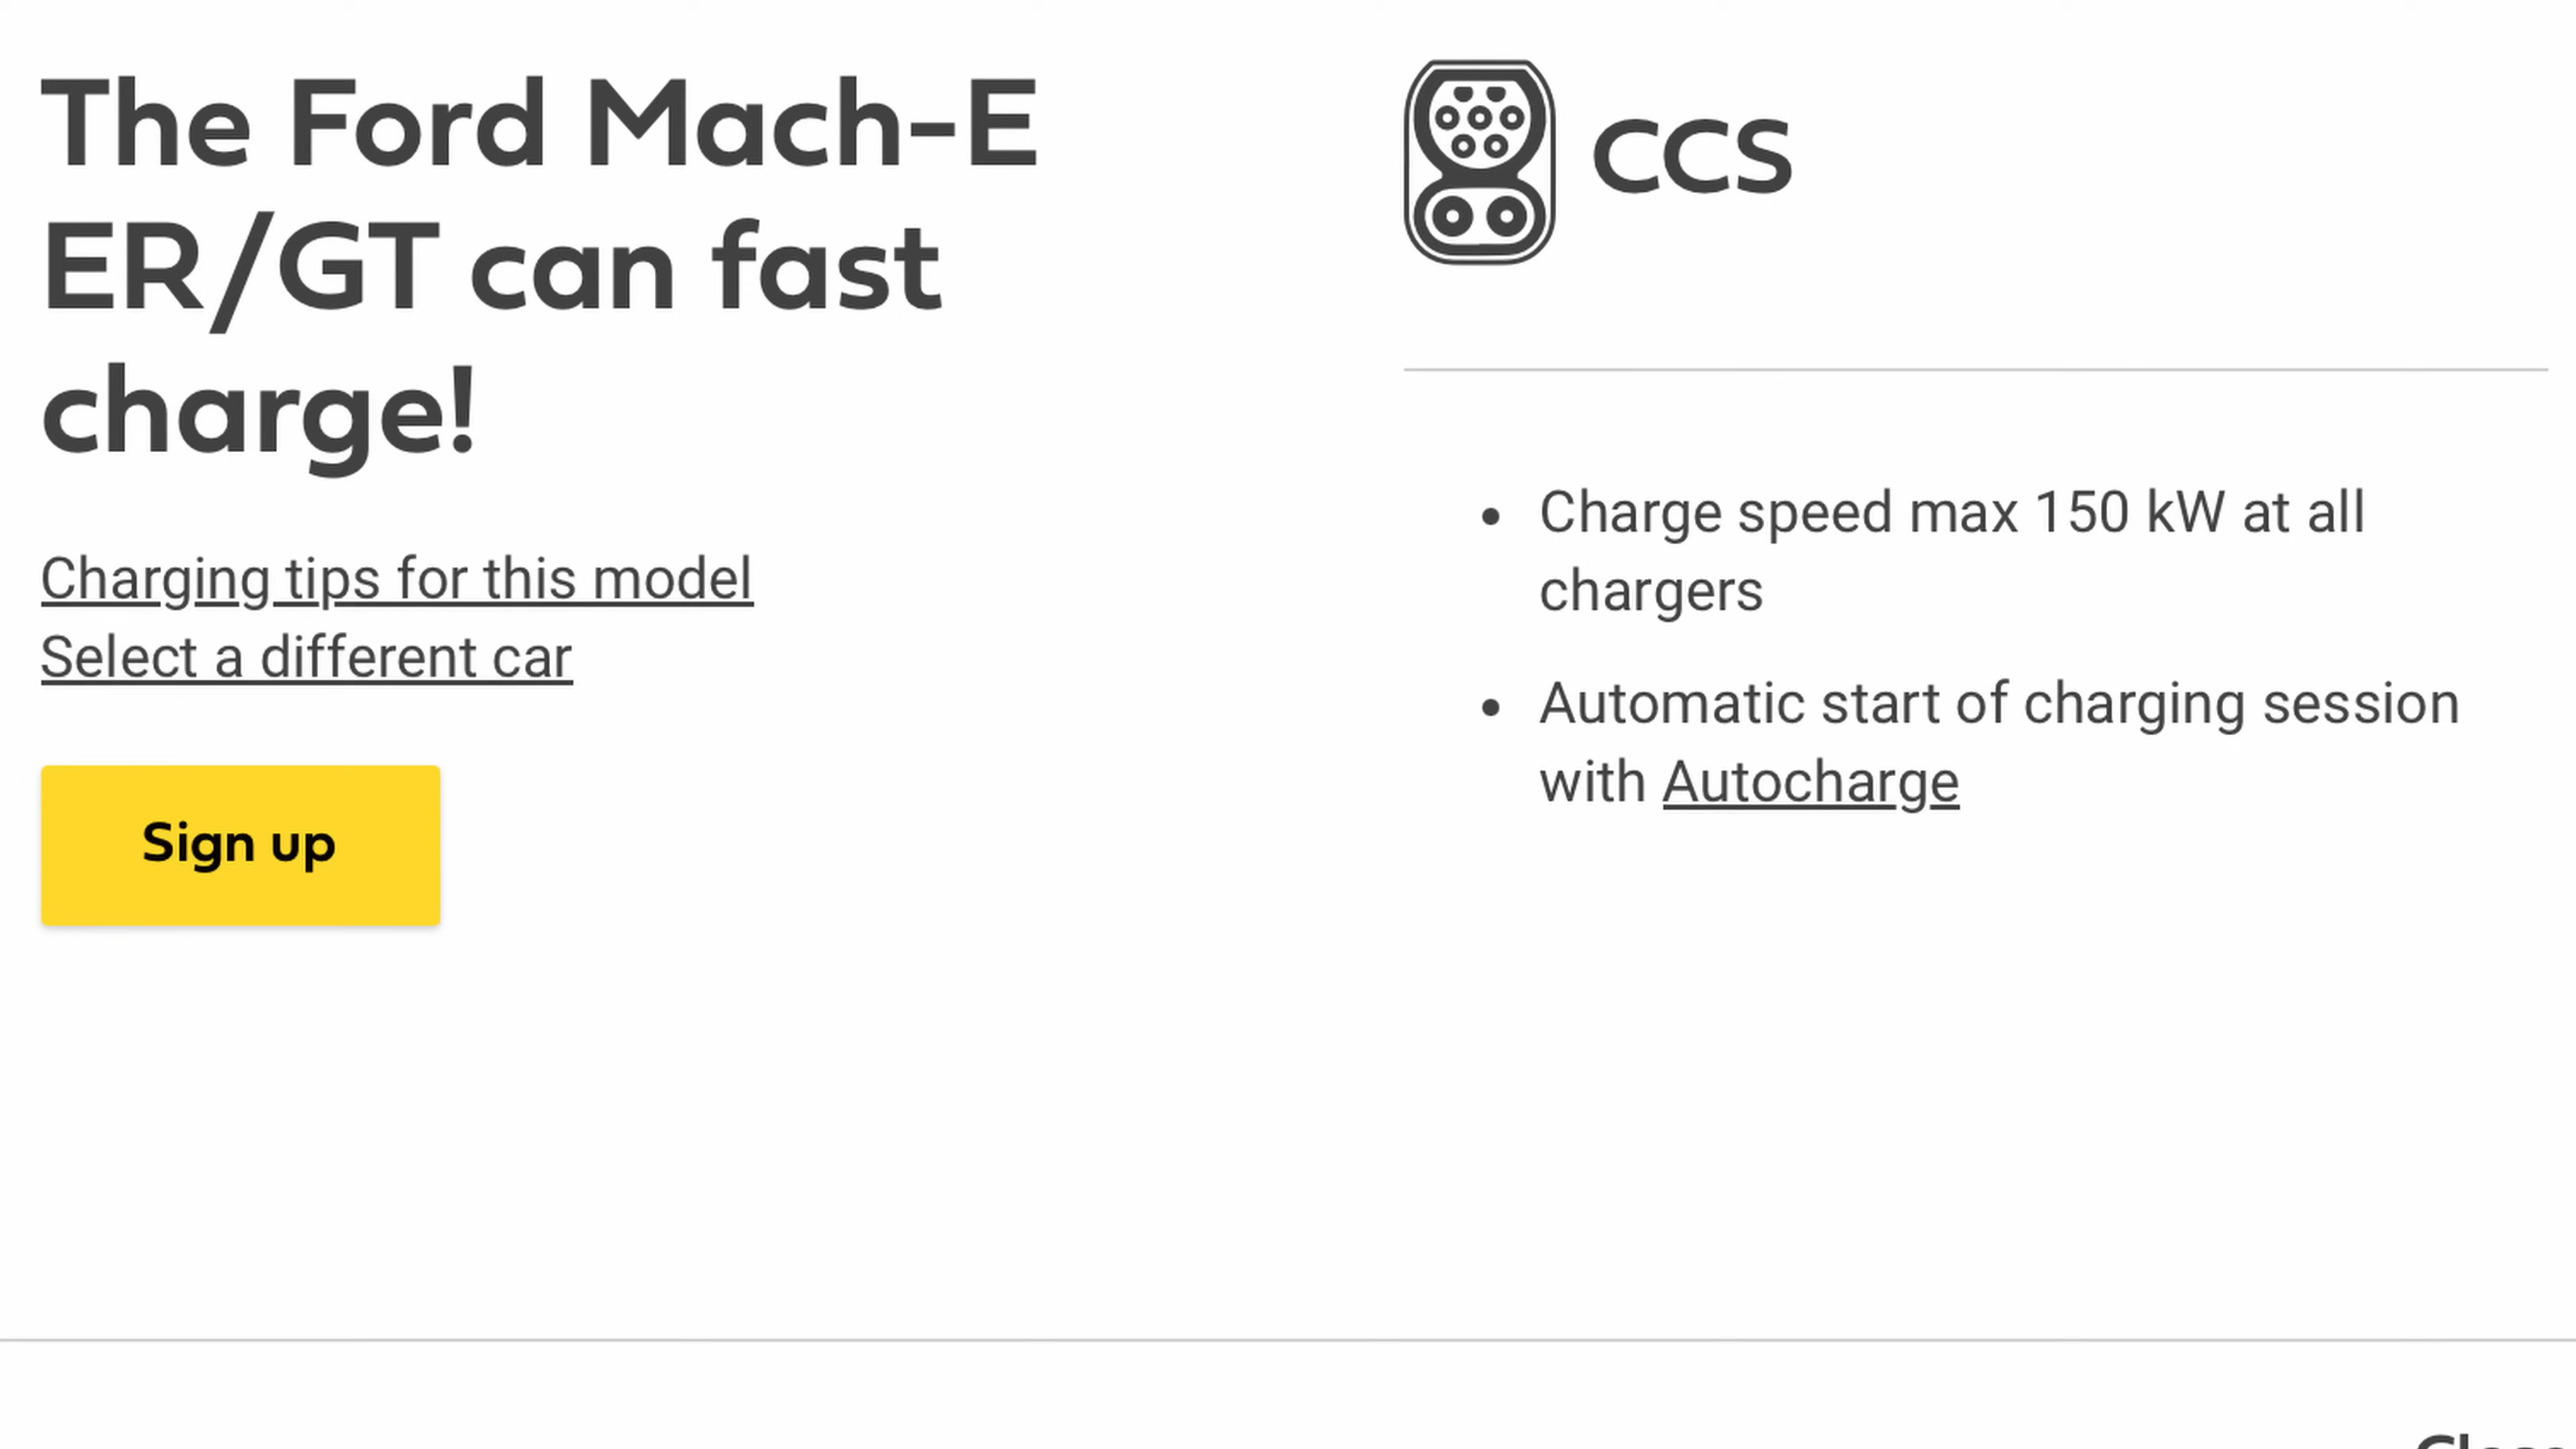 The Ford Mach-E
ER/GT can fast
charge!
Charging tips for this model
Select a different car
Sign up
CCS
• Charge speed max 150 kW at all
chargers
• Automatic start of charging session
with Autocharge